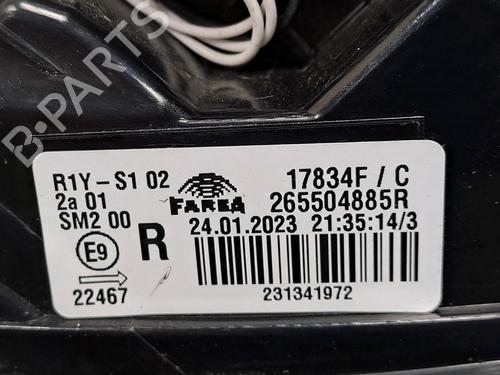 B-PARTS
R1Y-S1 02
2a 01
SM2 00
E9
22467
R
FAREA
17834F / C
265504885R
24.01.2023 21:35:14/3
231341972